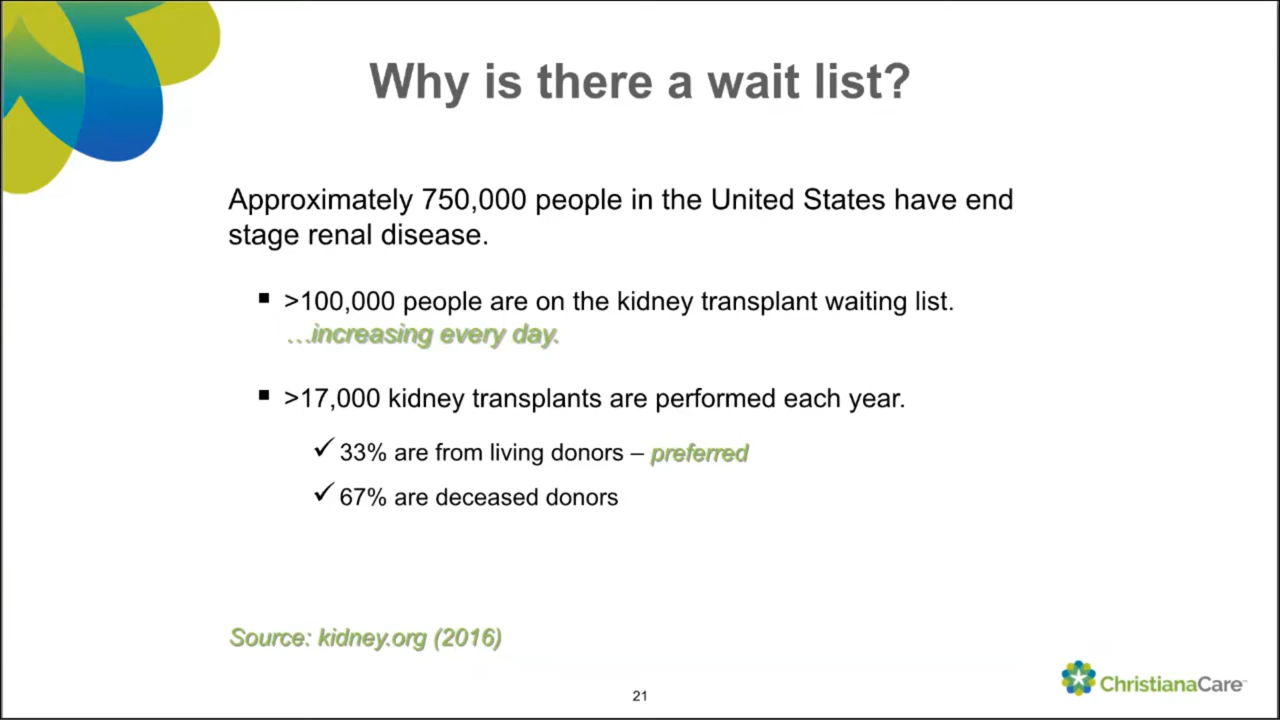 Why is there a wait list?
Approximately 750,000 people in the United States have end
stage renal disease.
▪ >100,000 people are on the kidney transplant waiting list.
…increasing every day.
▪ >17,000 kidney transplants are performed each year.
✓ 33% are from living donors – preferred
✓ 67% are deceased donors
Source: kidney.org (2016)
21
ChristianaCare™